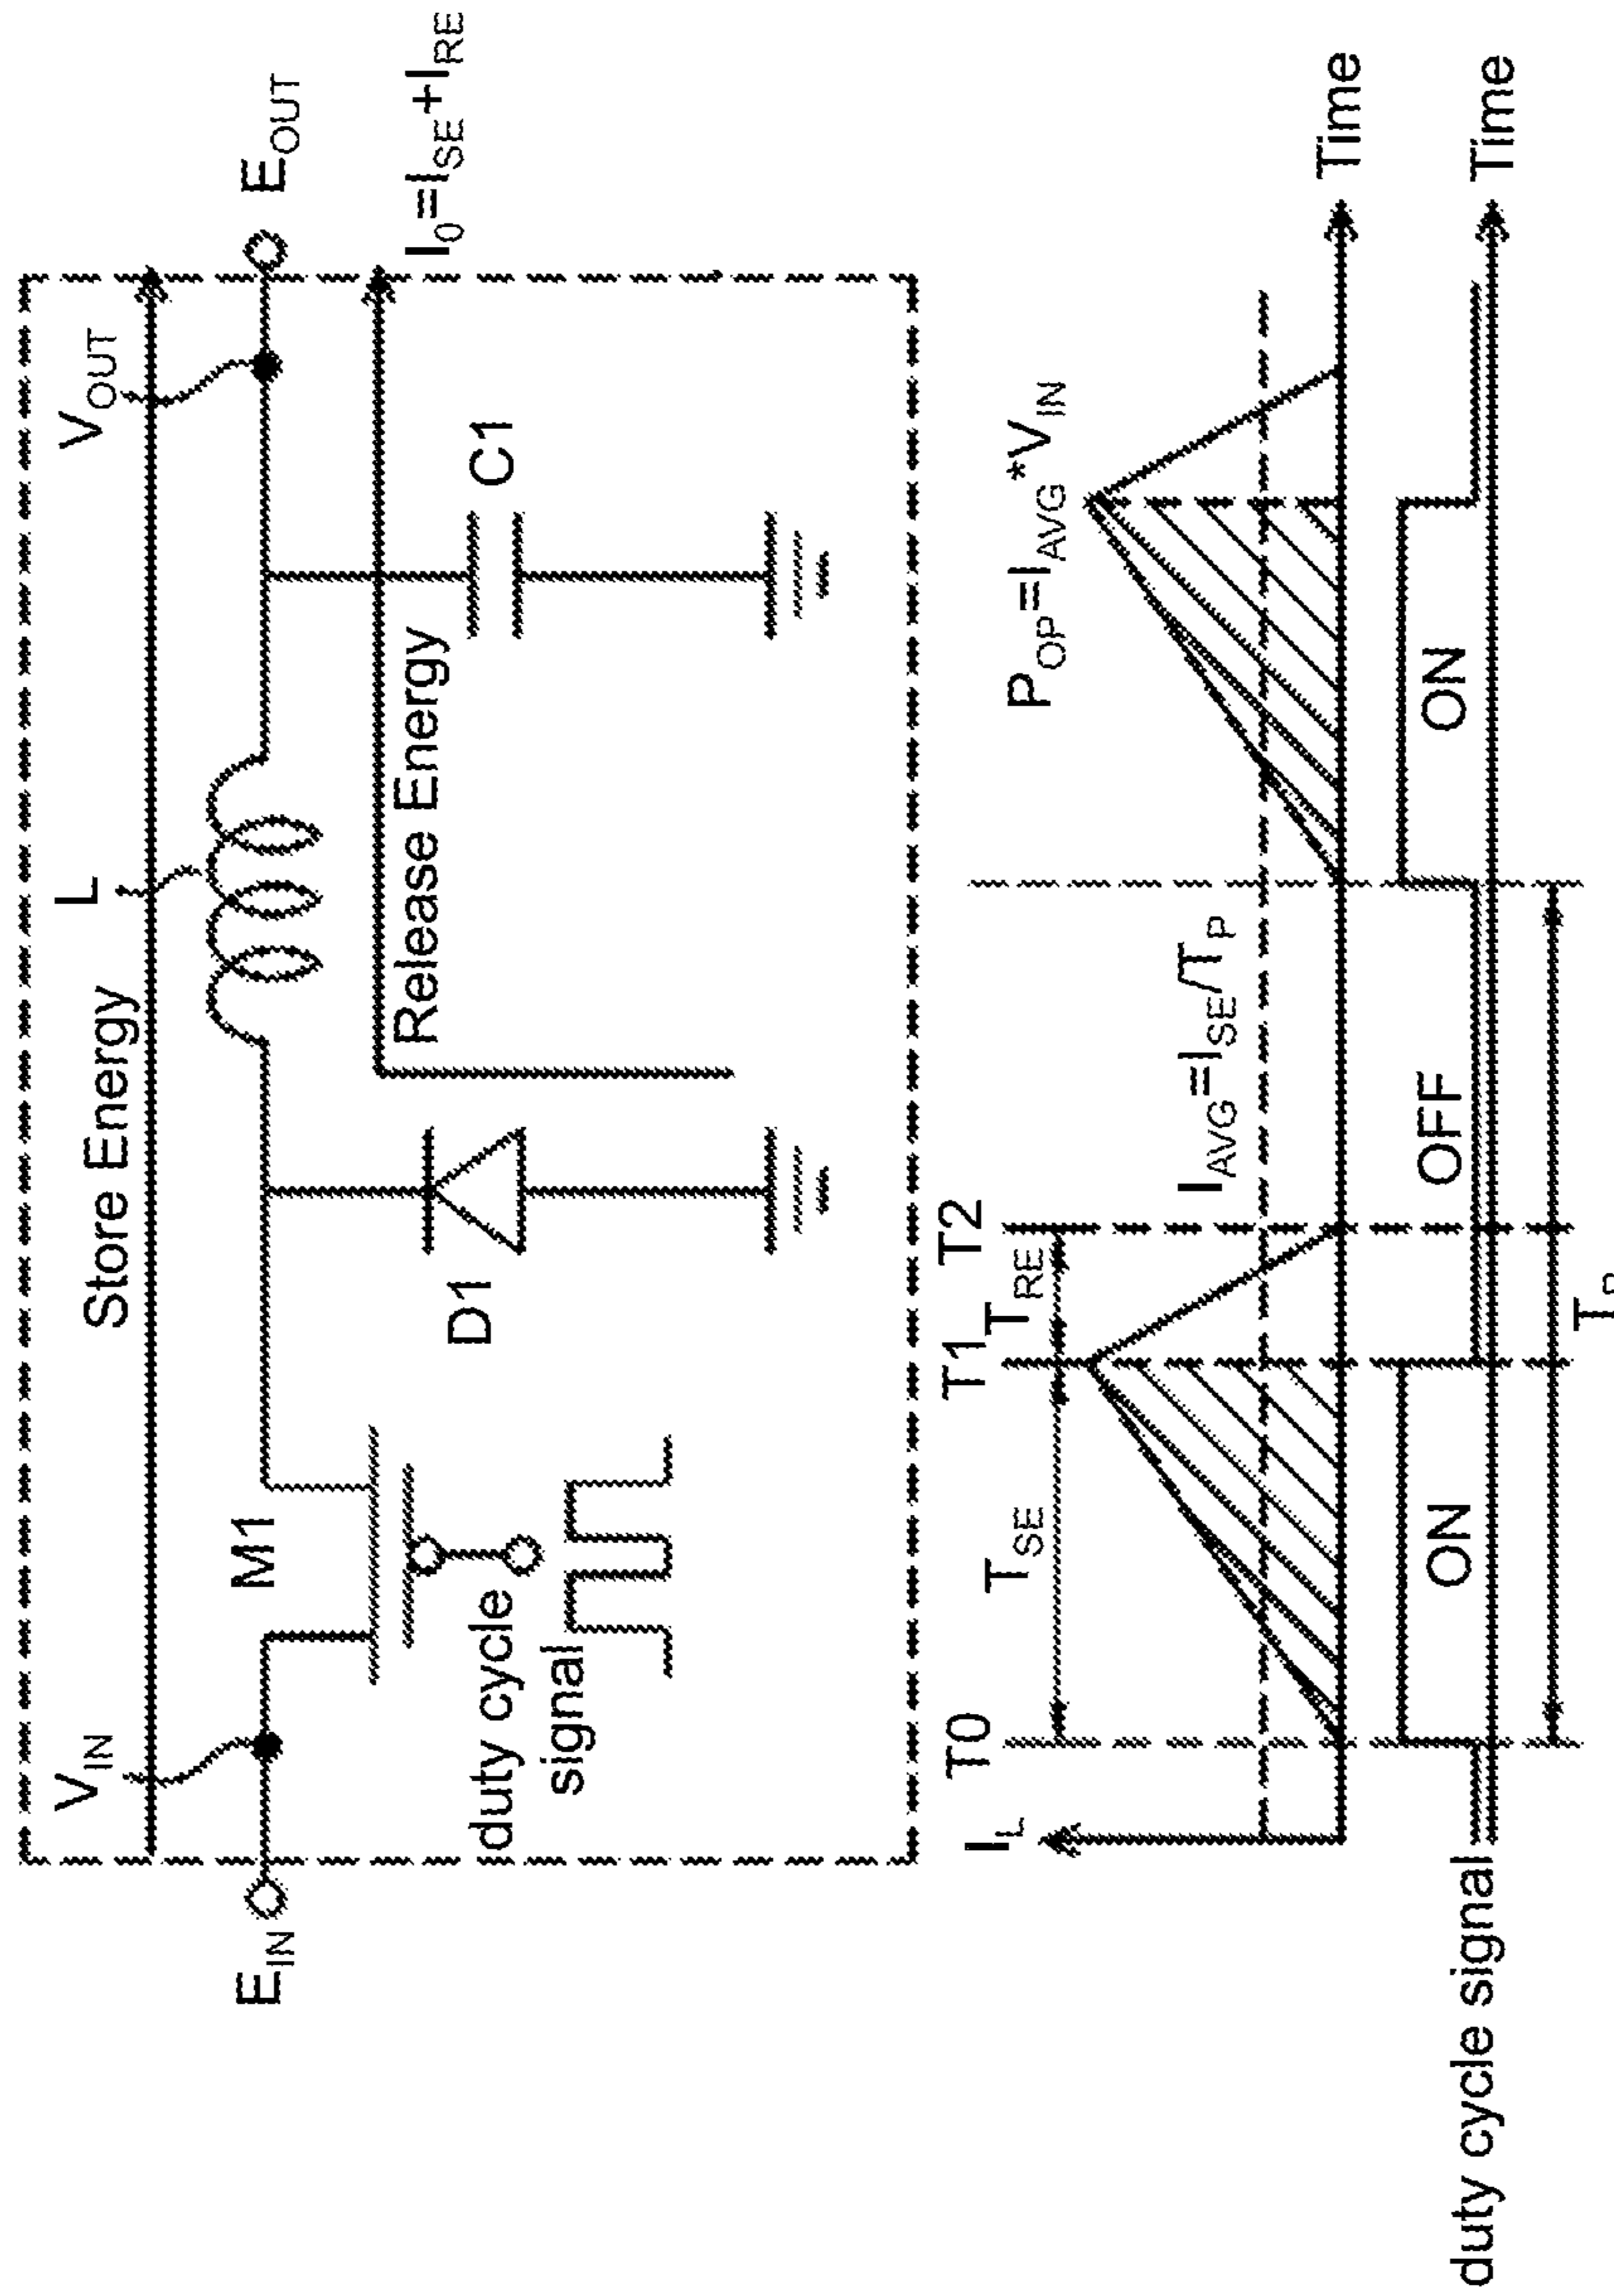 Store Energy
V_IN
L
V_OUT
E_IN
E_OUT
M1
D1
C1
Release Energy
I_0=I_SE+I_RE
duty cycle
signal
I_L
T0
T_SE
T1
T_RE
T2
I_AVG=I_SE/T_P
P_OP=I_AVG*V_IN
Time
duty cycle signal
ON
OFF
ON
Time
T_P